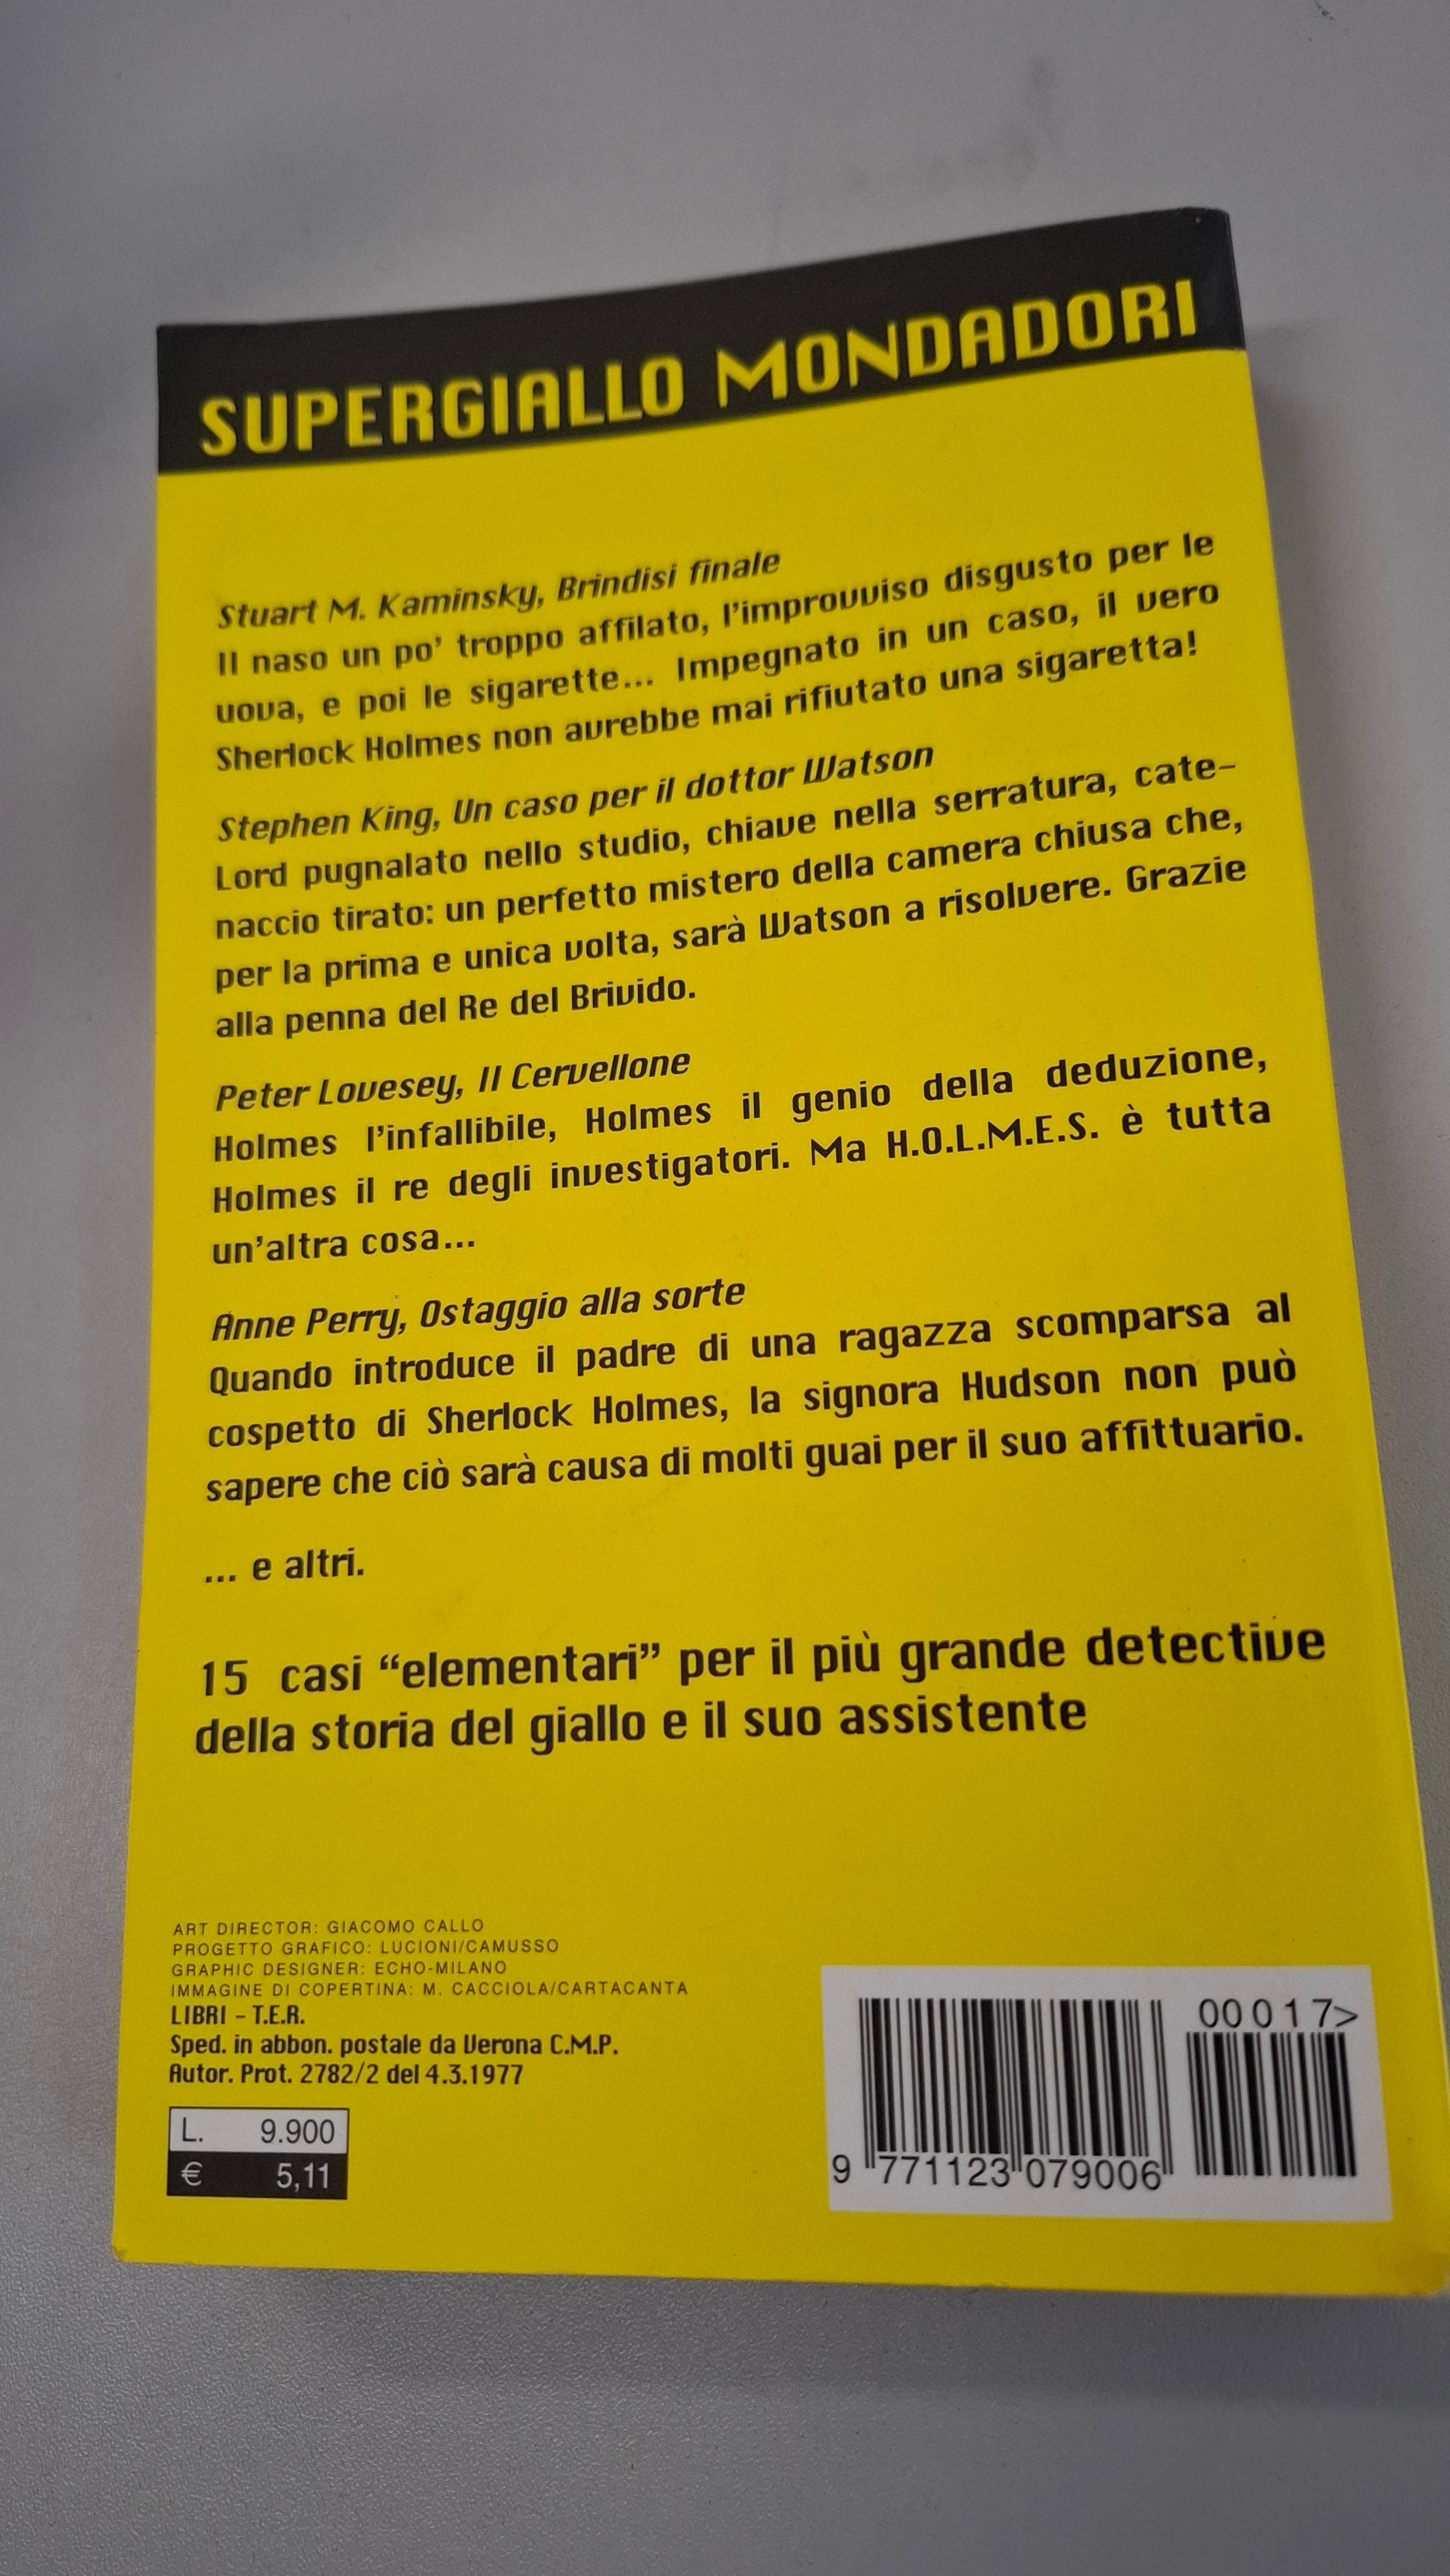 SUPERGIALLO MONDADORI
Stuart M. Kaminsky, Brindisi finale
Il naso un po' troppo affilato, l'improvviso disgusto per le
uova, e poi le sigarette... Impegnato in un caso, il vero
Sherlock Holmes non avrebbe mai rifiutato una sigaretta!
Stephen King, Un caso per il dottor Watson
Lord pugnalato nello studio, chiave nella serratura, cate-
naccio tirato: un perfetto mistero della camera chiusa che,
per la prima e unica volta, sarà Watson a risolvere. Grazie
alla penna del Re del Brivido.
Peter Lovesey, Il Cervellone
Holmes l'infallibile, Holmes il genio della deduzione,
Holmes il re degli investigatori. Ma H.O.L.M.E.S. è tutta
un'altra cosa...
Anne Perry, Ostaggio alla sorte
Quando introduce il padre di una ragazza scomparsa al
cospetto di Sherlock Holmes, la signora Hudson non può
sapere che ciò sarà causa di molti guai per il suo affittuario.
... e altri.
15 casi “elementari” per il più grande detective
della storia del giallo e il suo assistente
ART DIRECTOR: GIACOMO CALLO
PROGETTO GRAFICO: LUCIONI/CAMUSSO
GRAPHIC DESIGNER: ECHO-MILANO
IMMAGINE DI COPERTINA: M. CACCIOLA/CARTACANTA
LIBRI - T.E.R.
Sped. in abbon. postale da Verona C.M.P.
Autor. Prot. 2782/2 del 4.3.1977
L. 9.900
€ 5,11
00017>
9 771123 079006